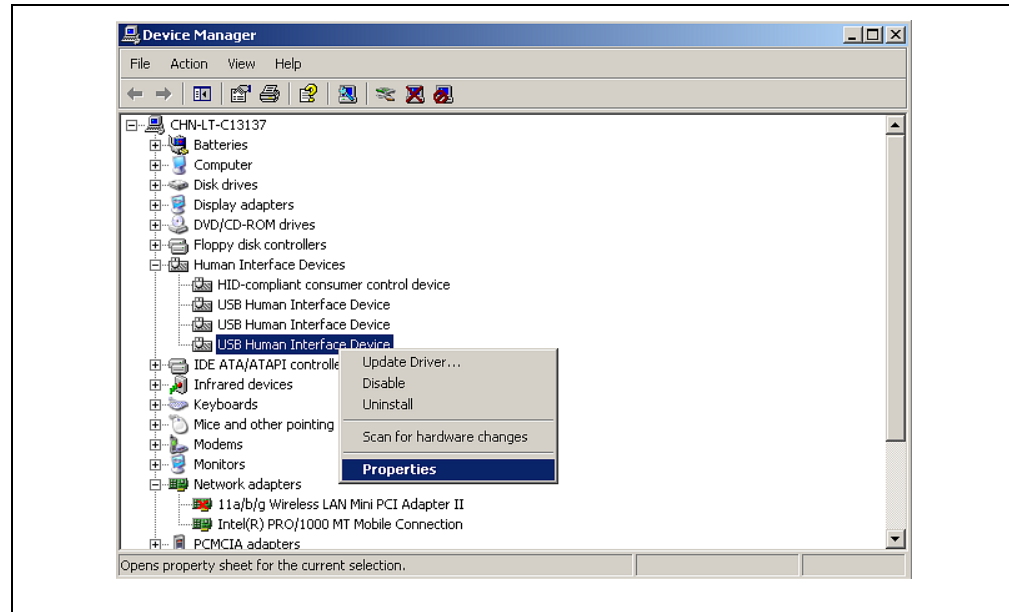 Device Manager
File Action View Help
CHN-LT-C13137
Batteries
Computer
Disk drives
Display adapters
DVD/CD-ROM drives
Floppy disk controllers
Human Interface Devices
HID-compliant consumer control device
USB Human Interface Device
USB Human Interface Device
USB Human Interface Device
IDE ATA/ATAPI controlle
Infrared devices
Keyboards
Mice and other pointing
Modems
Monitors
Network adapters
11a/b/g Wireless LAN Mini PCI Adapter II
Intel(R) PRO/1000 MT Mobile Connection
PCMCIA adapters
Update Driver...
Disable
Uninstall
Scan for hardware changes
Properties
Opens property sheet for the current selection.